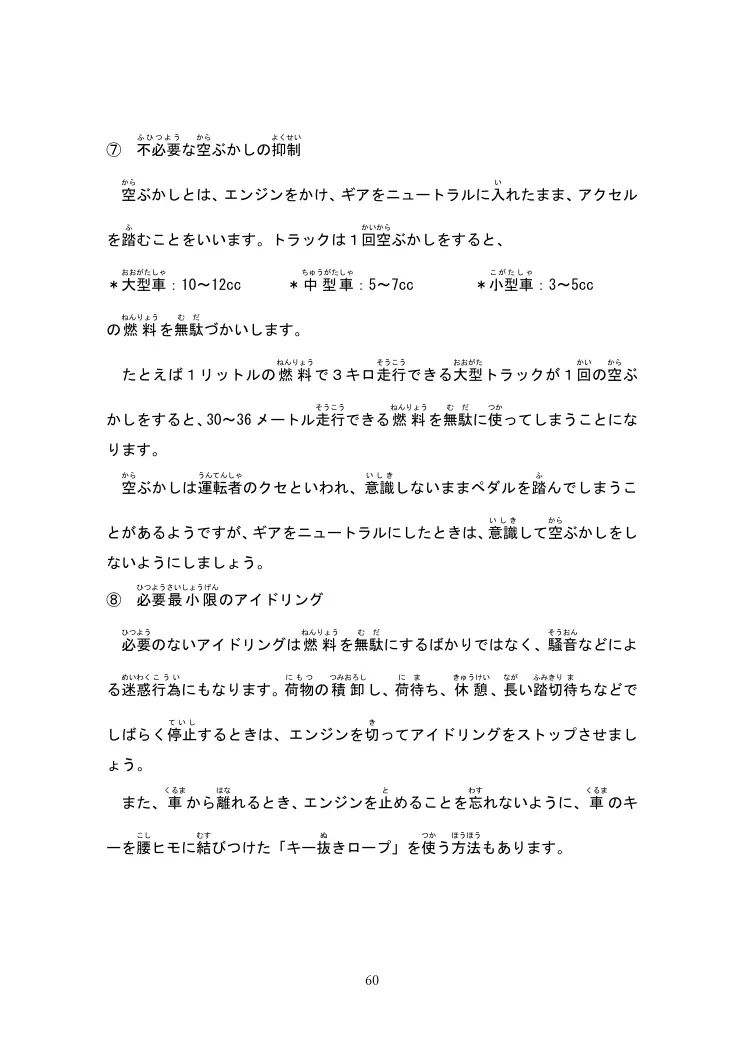 ⑦ 不必要な空ぶかしの抑制
空ぶかしとは、エンジンをかけ、ギアをニュートラルに入れたまま、アクセル
を踏むことをいいます。トラックは１回空ぶかしをすると、
＊大型車：10～12cc ＊中型車：5～7cc ＊小型車：3～5cc
の燃料を無駄づかいします。
たとえば１リットルの燃料で３キロ走行できる大型トラックが１回の空ぶ
かしをすると、30～36 メートル走行できる燃料を無駄に使ってしまうことにな
ります。
空ぶかしは運転者のクセといわれ、意識しないままペダルを踏んでしまうこ
とがあるようですが、ギアをニュートラルにしたときは、意識して空ぶかしをし
ないようにしましょう。
⑧ 必要最小限のアイドリング
必要のないアイドリングは燃料を無駄にするばかりではなく、騒音などによ
る迷惑行為にもなります。荷物の積卸し、荷待ち、休憩、長い踏切待ちなどで
しばらく停止するときは、エンジンを切ってアイドリングをストップさせまし
ょう。
また、車から離れるとき、エンジンを止めることを忘れないように、車のキ
ーを腰ヒモに結びつけた「キー抜きロープ」を使う方法もあります。
60